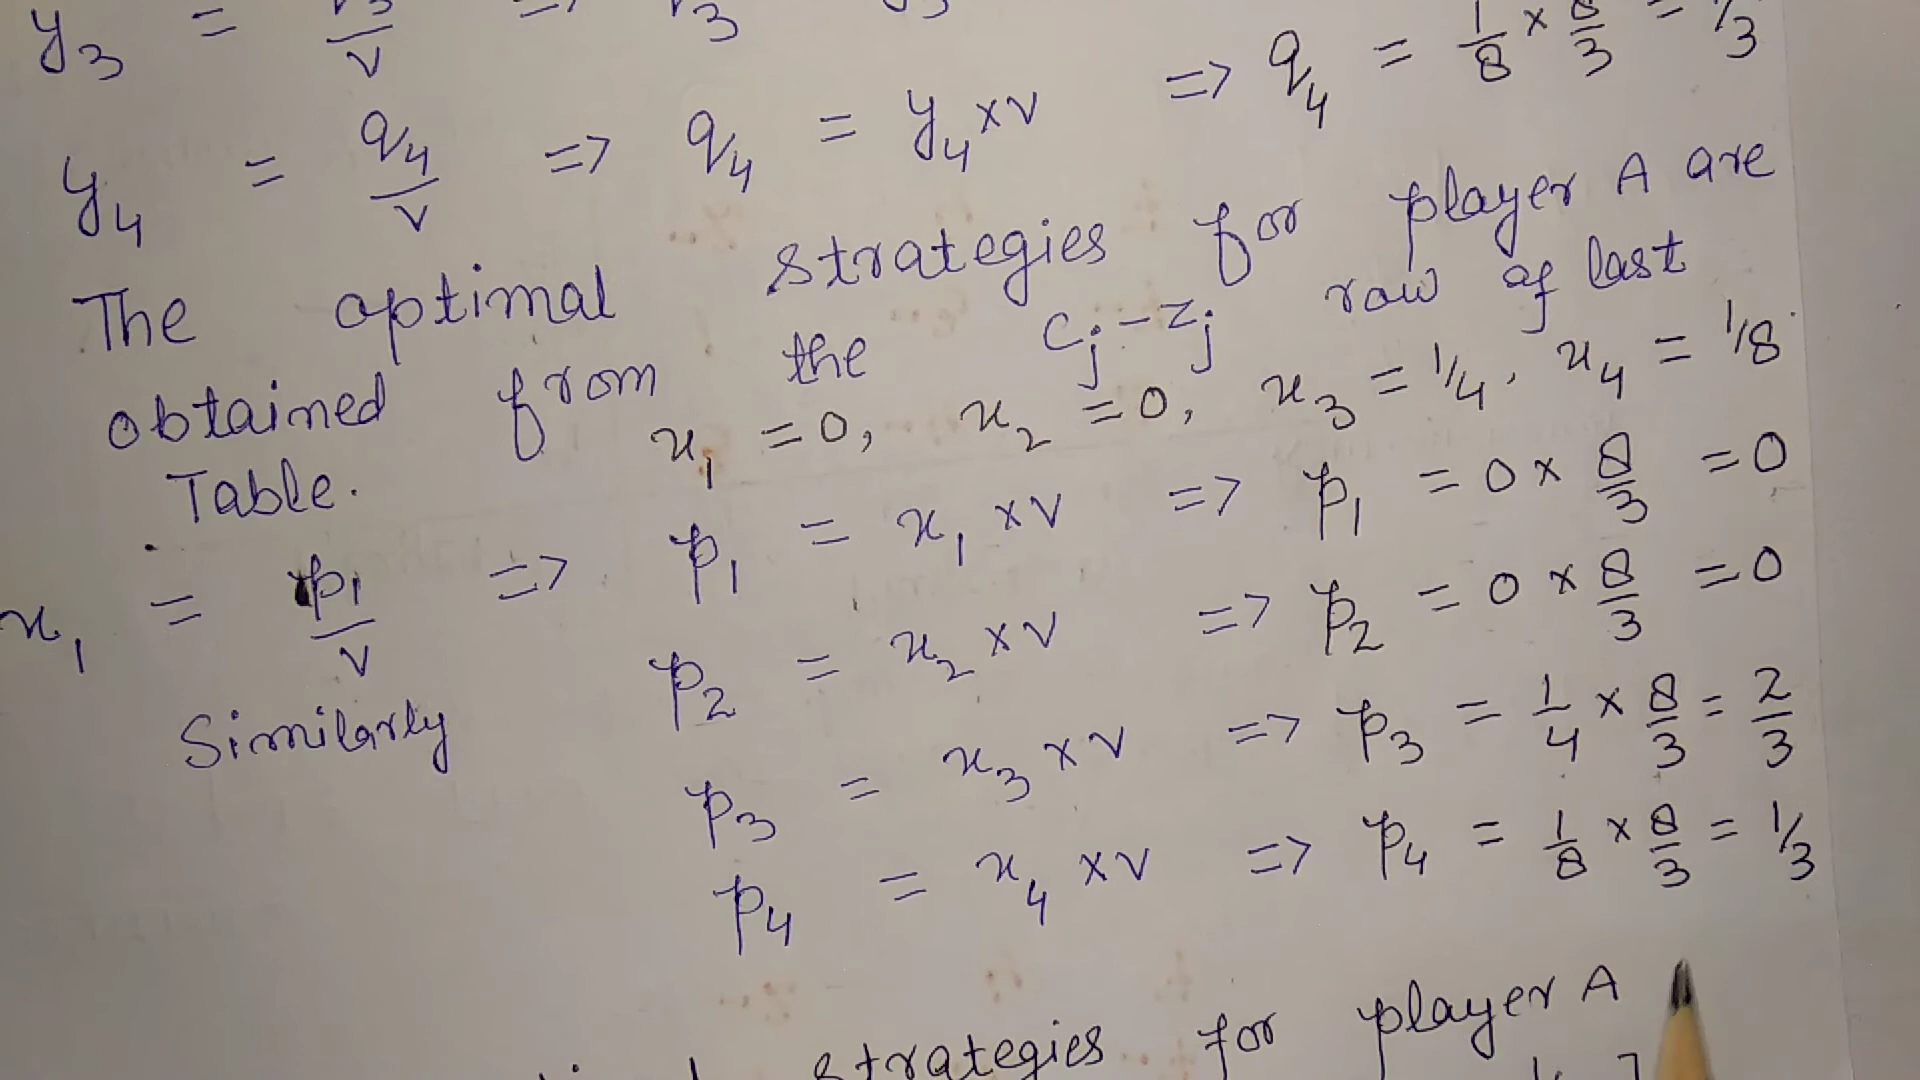 y₃ = /v => ₃
y₄ = q₄/v => q₄ = y₄ × v => q₄ = 1/8 × 8/3 = 1/3
The optimal strategies for player A are
obtained from the cⱼ - zⱼ row of last
Table. x₁ = 0, x₂ = 0, x₃ = 1/4, x₄ = 1/8
x₁ = p₁/v => p₁ = x₁ × v => p₁ = 0 × 8/3 = 0
Similarly p₂ = x₂ × v => p₂ = 0 × 8/3 = 0
p₃ = x₃ × v => p₃ = 1/4 × 8/3 = 2/3
p₄ = x₄ × v => p₄ = 1/8 × 8/3 = 1/3
strategies for player A